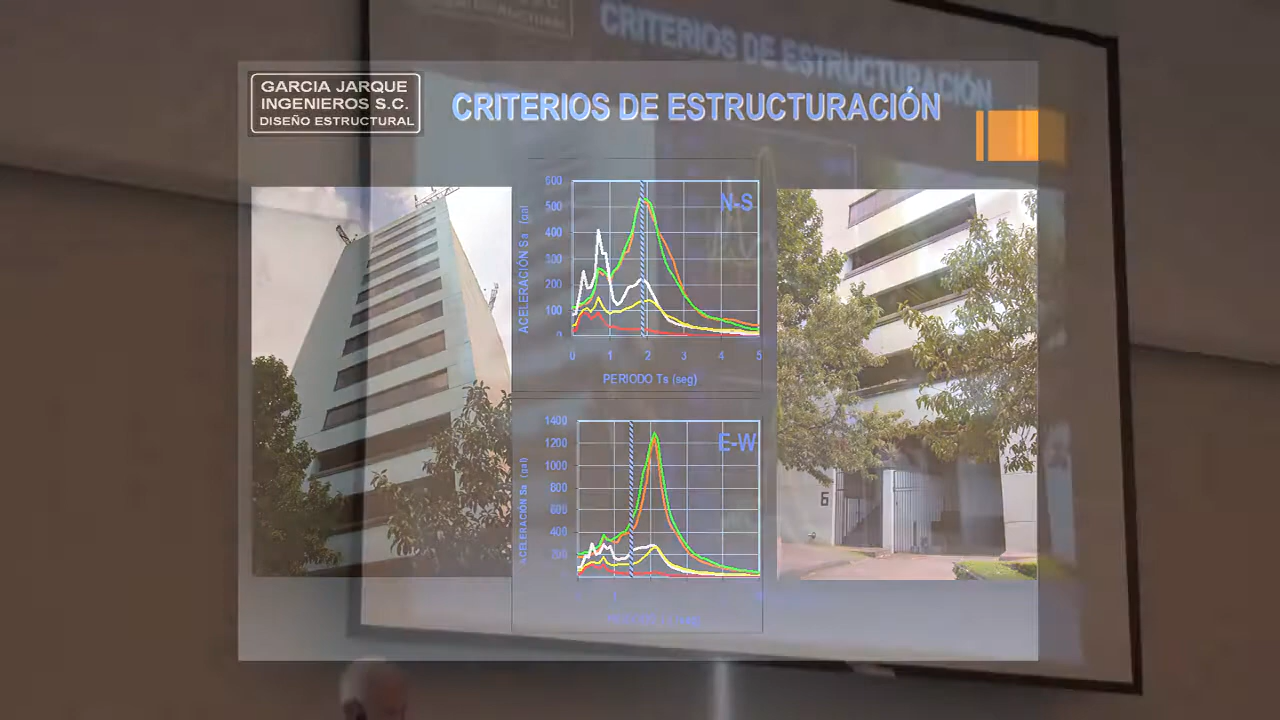 CRITERIOS DE ESTRUCTURACIÓN
GARCIA JARQUE
INGENIEROS S.C.
DISEÑO ESTRUCTURAL
CRITERIOS DE ESTRUCTURACIÓN
N-S
600
500
400
300
200
100
0
ACELERACIÓN Sa (gal)
0 1 2 3 4 5
PERIODO Ts (seg)
E-W
1400
1200
1000
800
600
400
200
ACELERACIÓN Sa (gal)
6